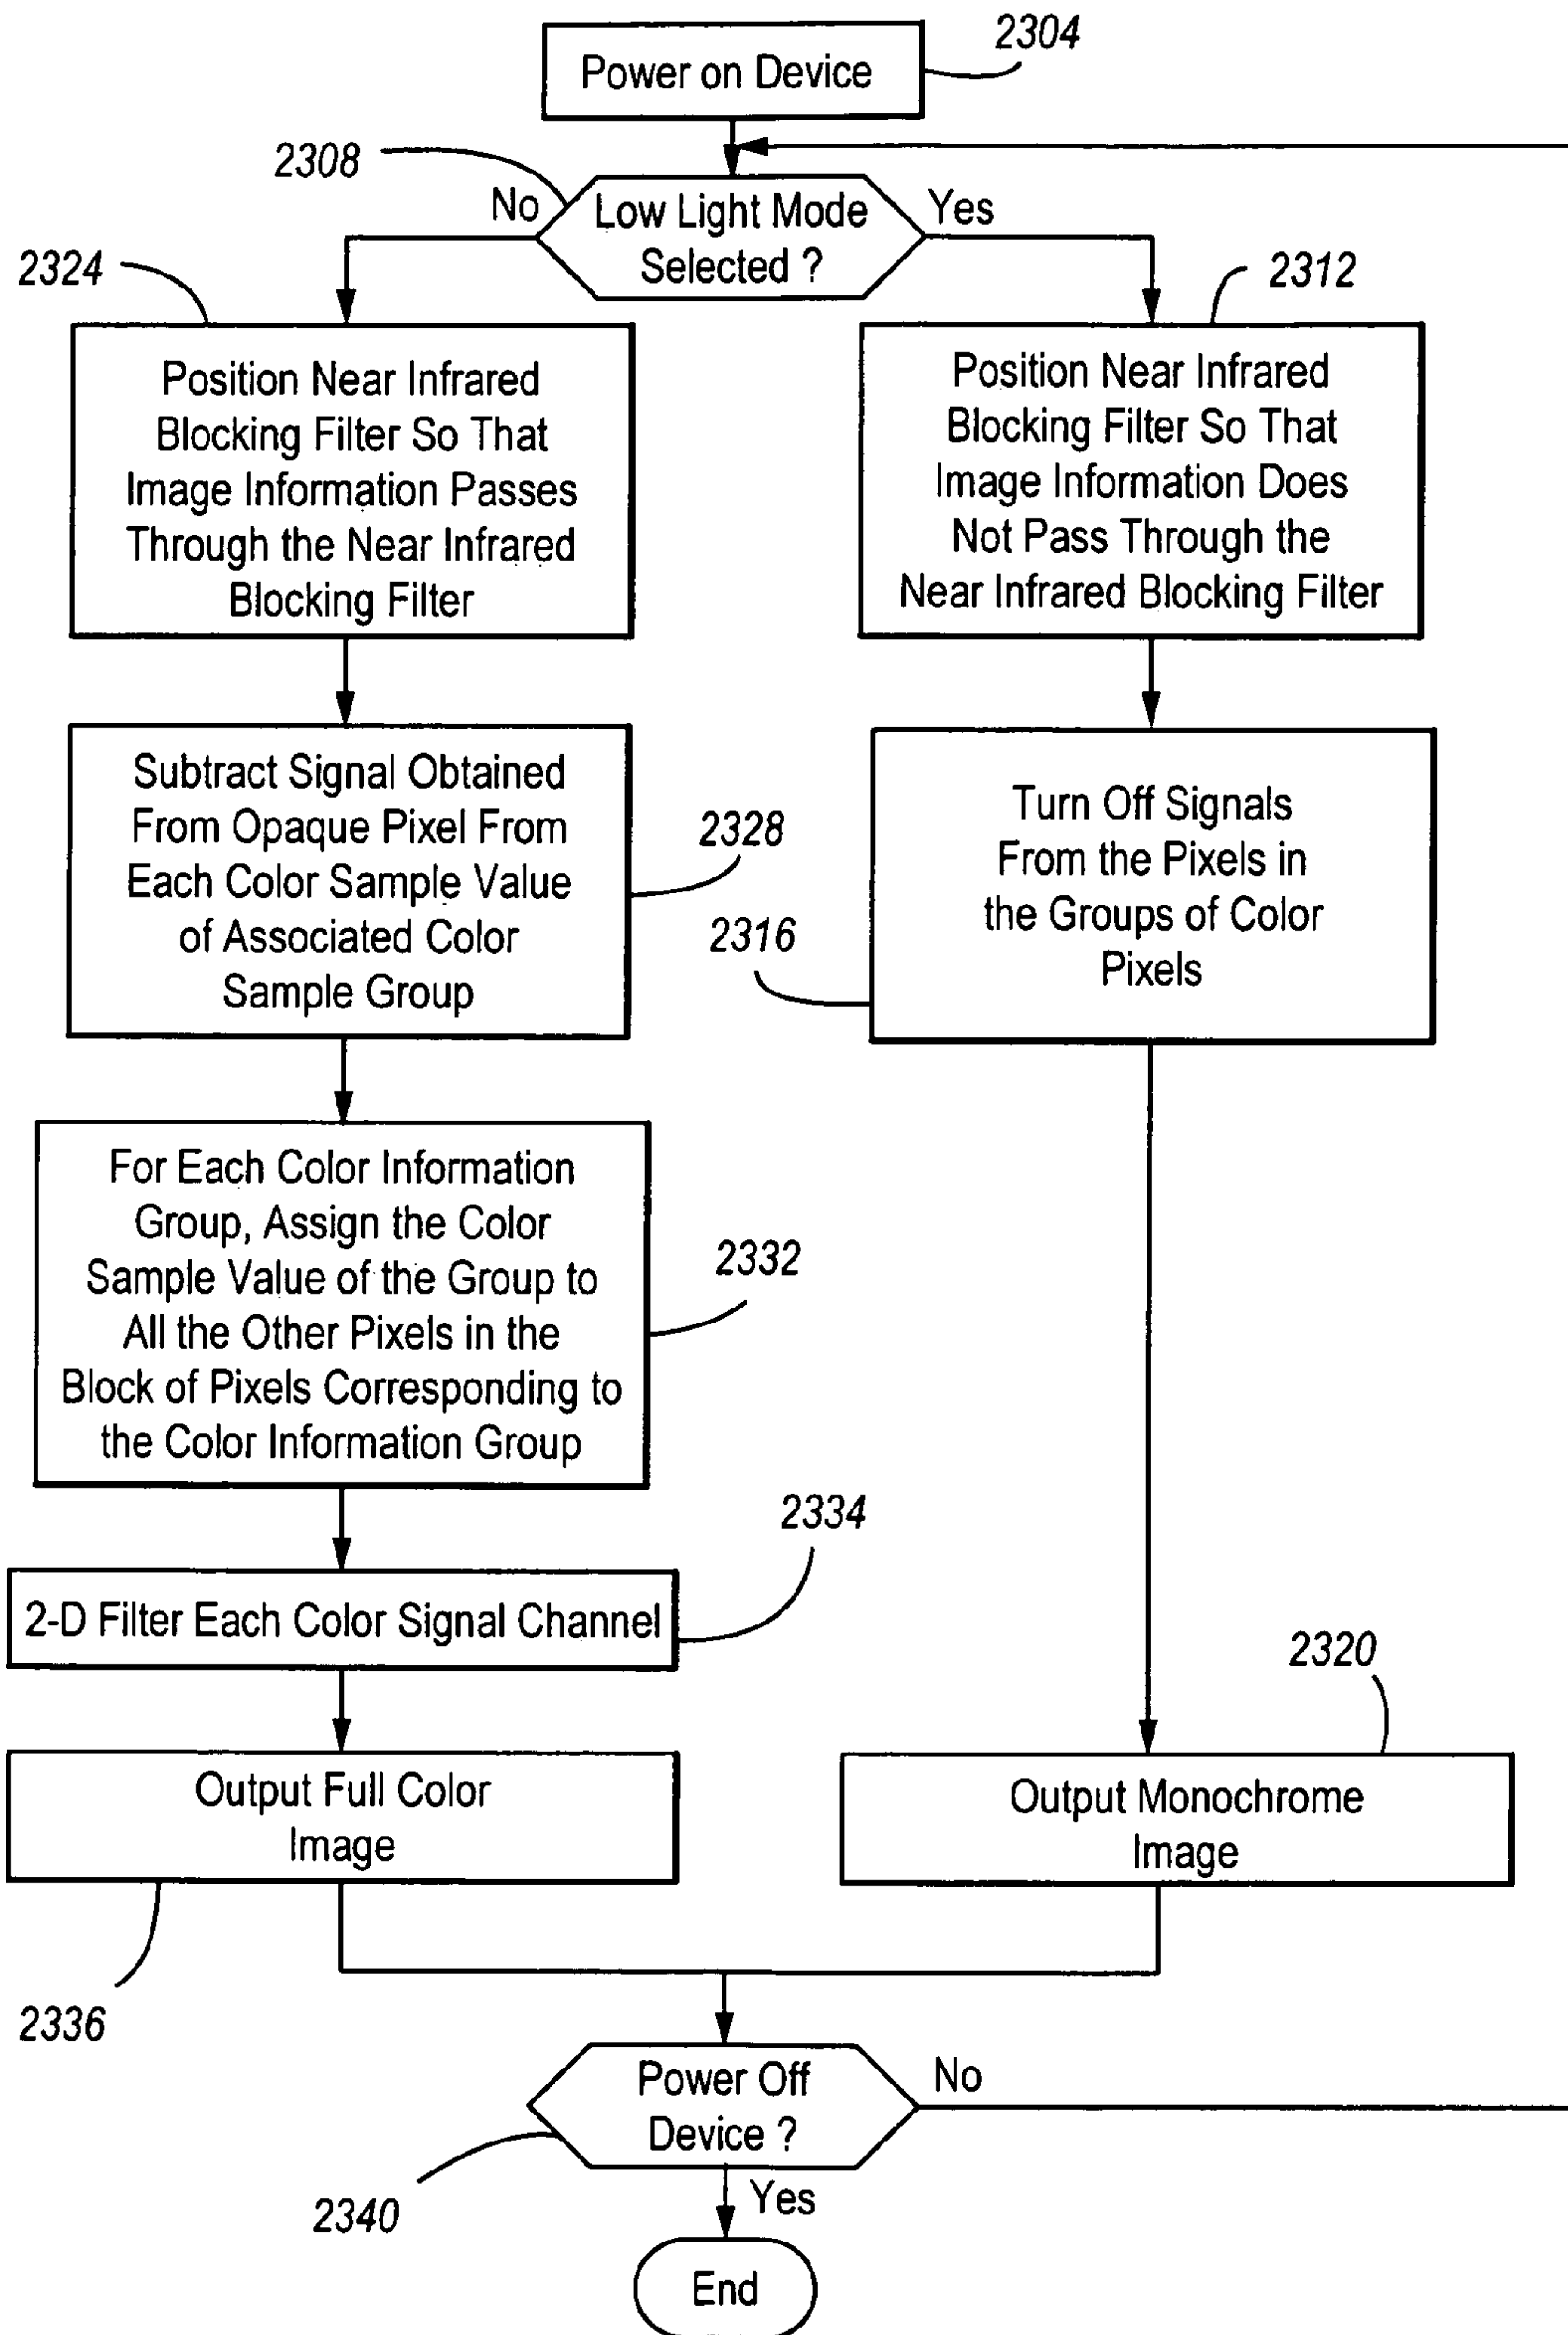 2304
Power on Device
2308
No
Low Light Mode
Selected ?
Yes
2324
2312
Position Near Infrared
Blocking Filter So That
Image Information Passes
Through the Near Infrared
Blocking Filter
Position Near Infrared
Blocking Filter So That
Image Information Does
Not Pass Through the
Near Infrared Blocking Filter
Subtract Signal Obtained
From Opaque Pixel From
Each Color Sample Value
of Associated Color
Sample Group
2328
2316
Turn Off Signals
From the Pixels in
the Groups of Color
Pixels
For Each Color Information
Group, Assign the Color
Sample Value of the Group to
All the Other Pixels in the
Block of Pixels Corresponding to
the Color Information Group
2332
2334
2-D Filter Each Color Signal Channel
2320
Output Full Color
Image
Output Monochrome
Image
2336
Power Off
Device ?
No
2340
Yes
End